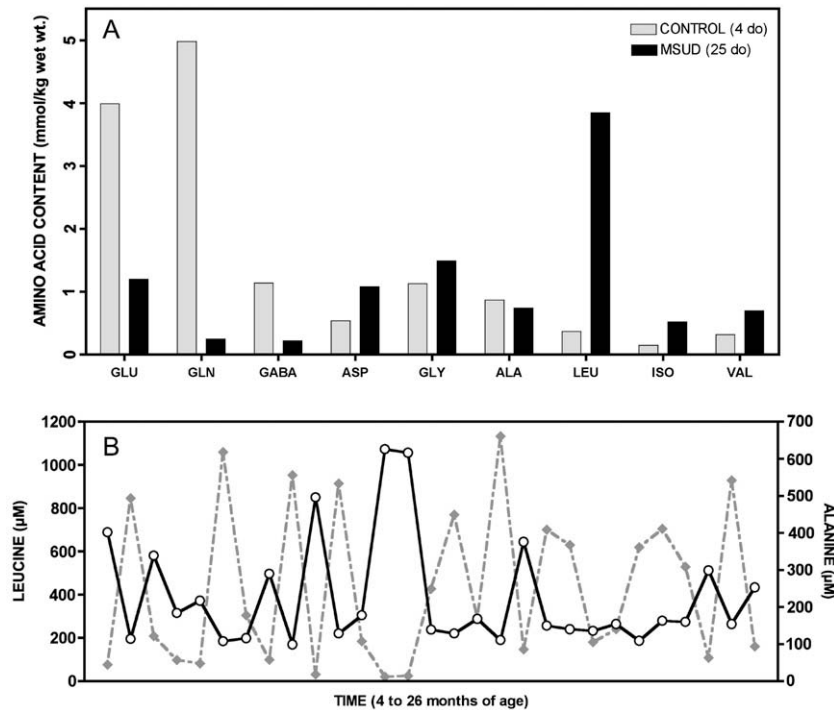 A
CONTROL (4 do)
MSUD (25 do)
AMINO ACID CONTENT (mmol/kg wet wt.)
5
4
3
2
1
0
GLU GLN GABA ASP GLY ALA LEU ISO VAL
B
LEUCINE (µM)
1200
1000
800
600
400
200
0
700
600
500
400
300
200
100
0
ALANINE (µM)
TIME (4 to 26 months of age)